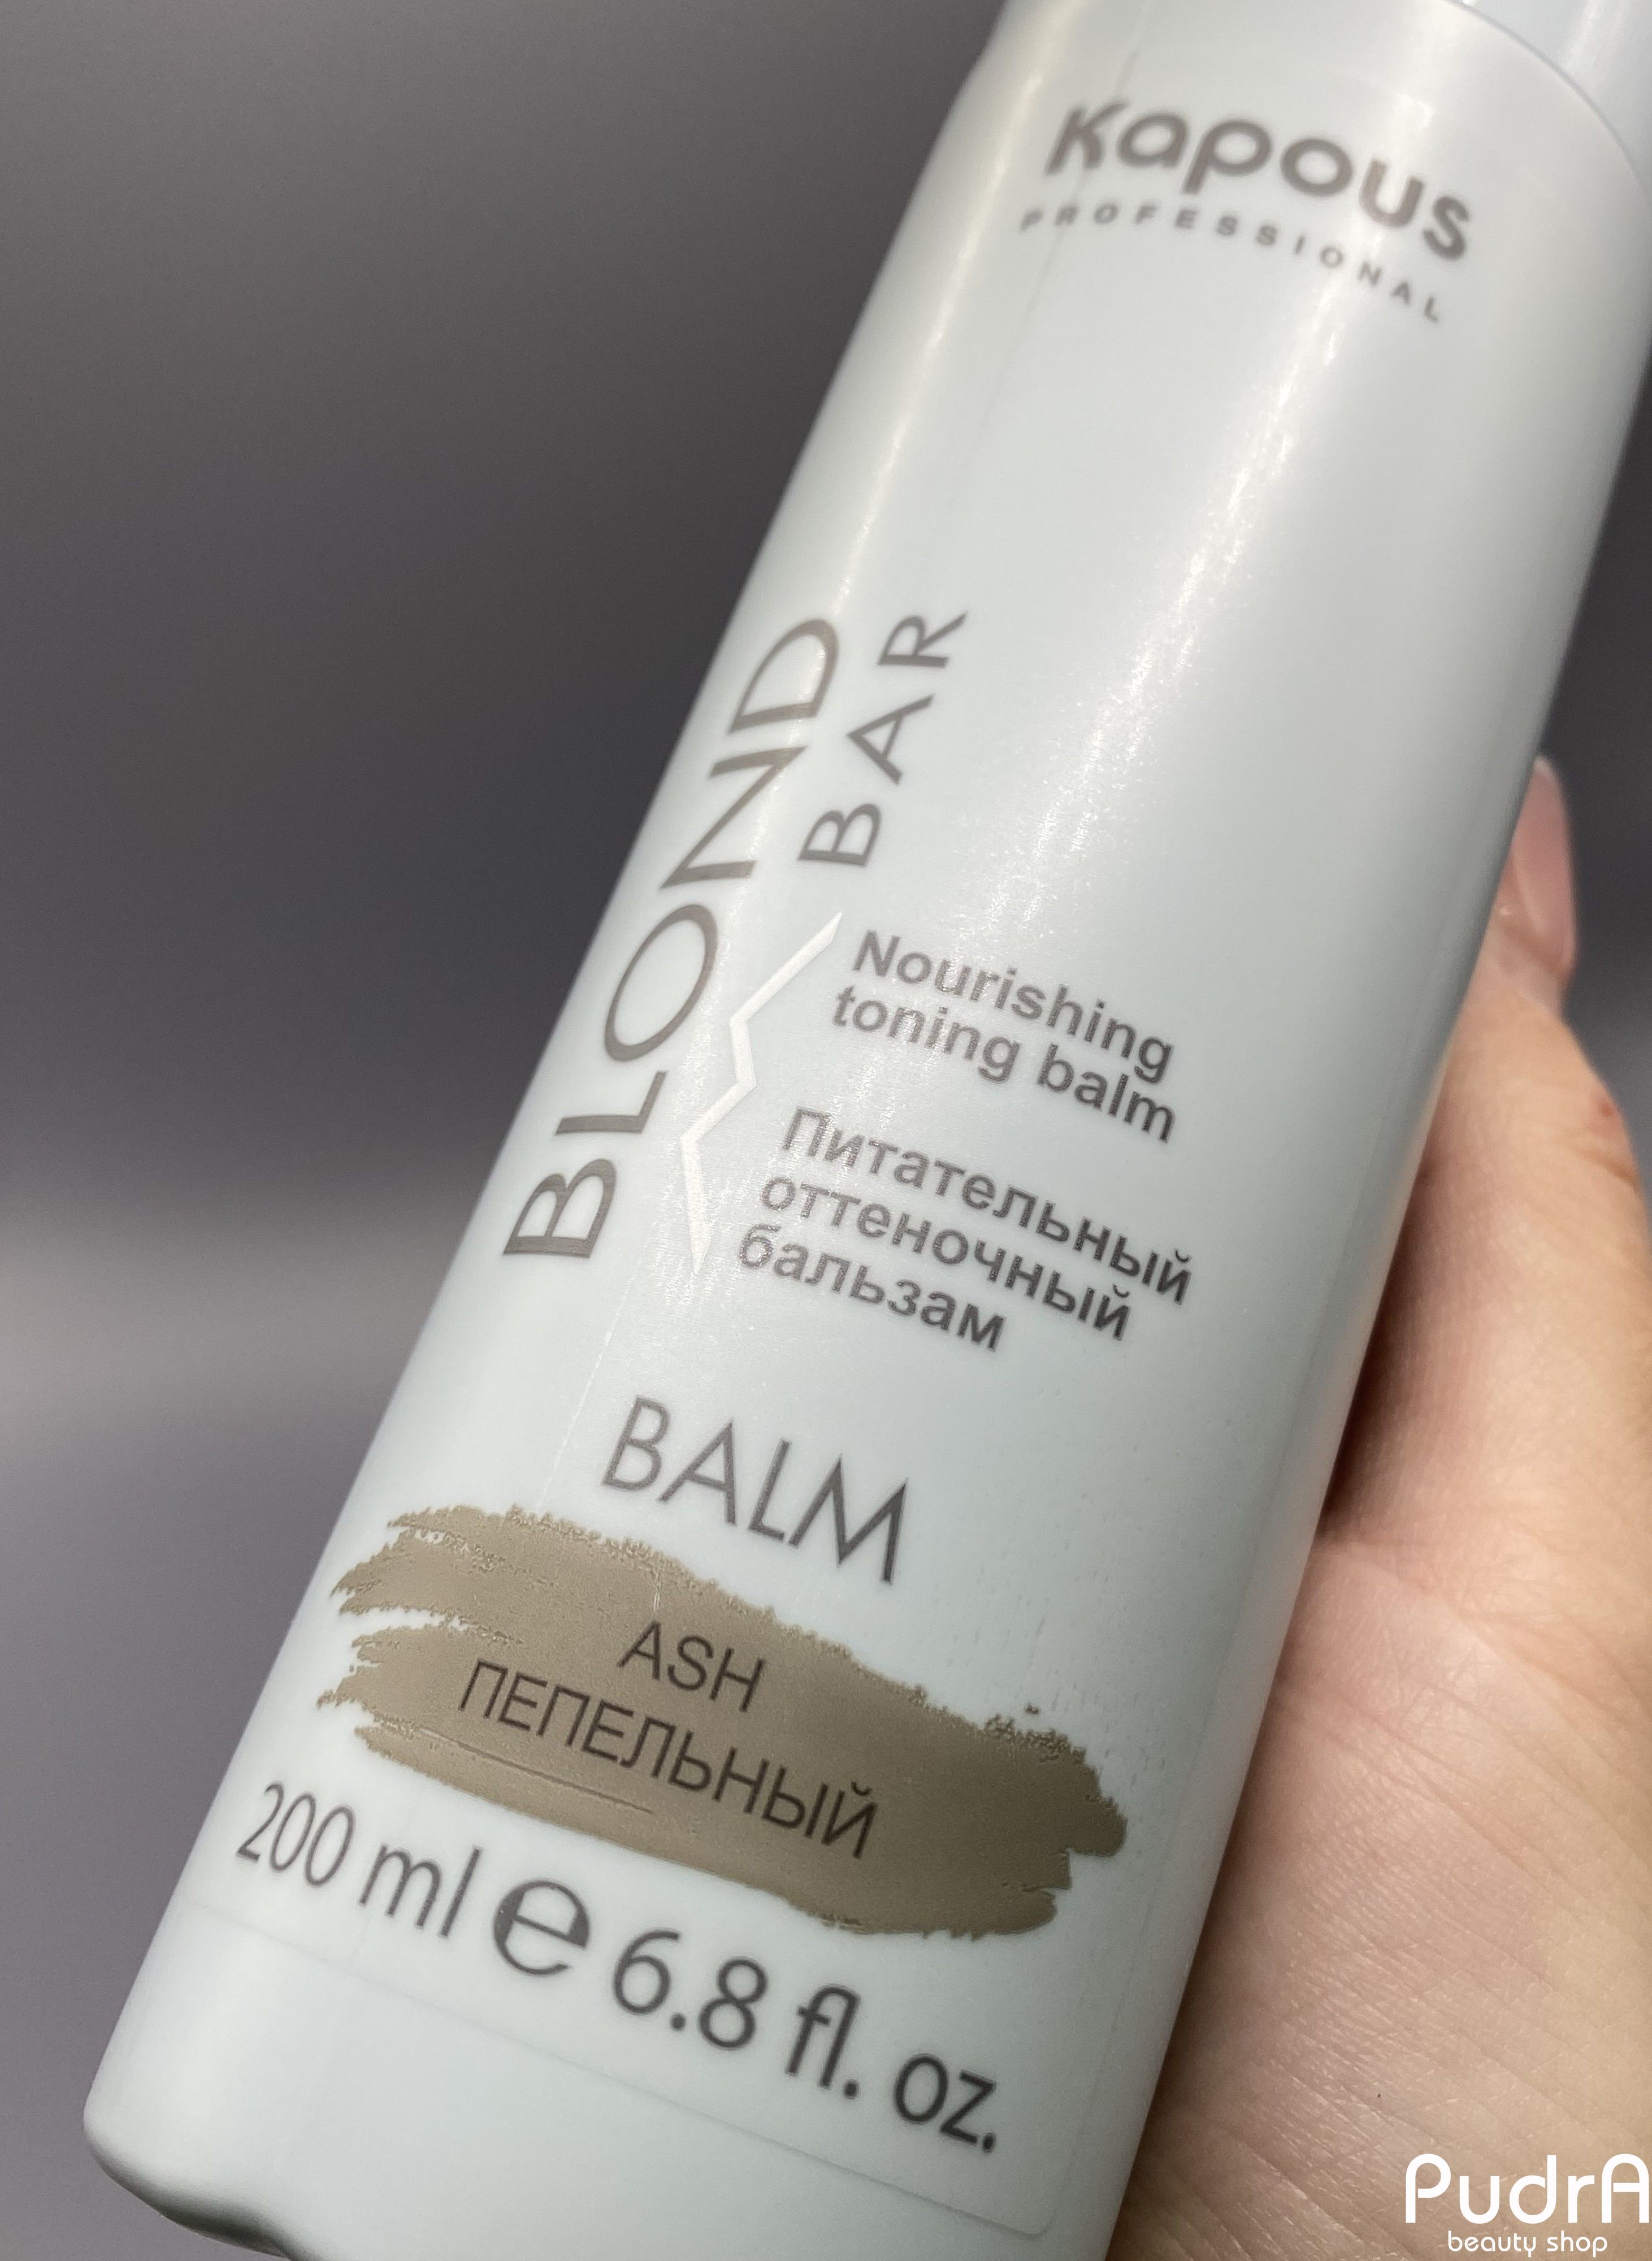 Kapous
PROFESSIONAL
BLOND
BAR
Nourishing
toning balm
Питательный
оттеночный
бальзам
BALM
ASH
ПЕПЕЛЬНЫЙ
200 ml ℮ 6.8 fl. oz.
PudrA
beauty shop